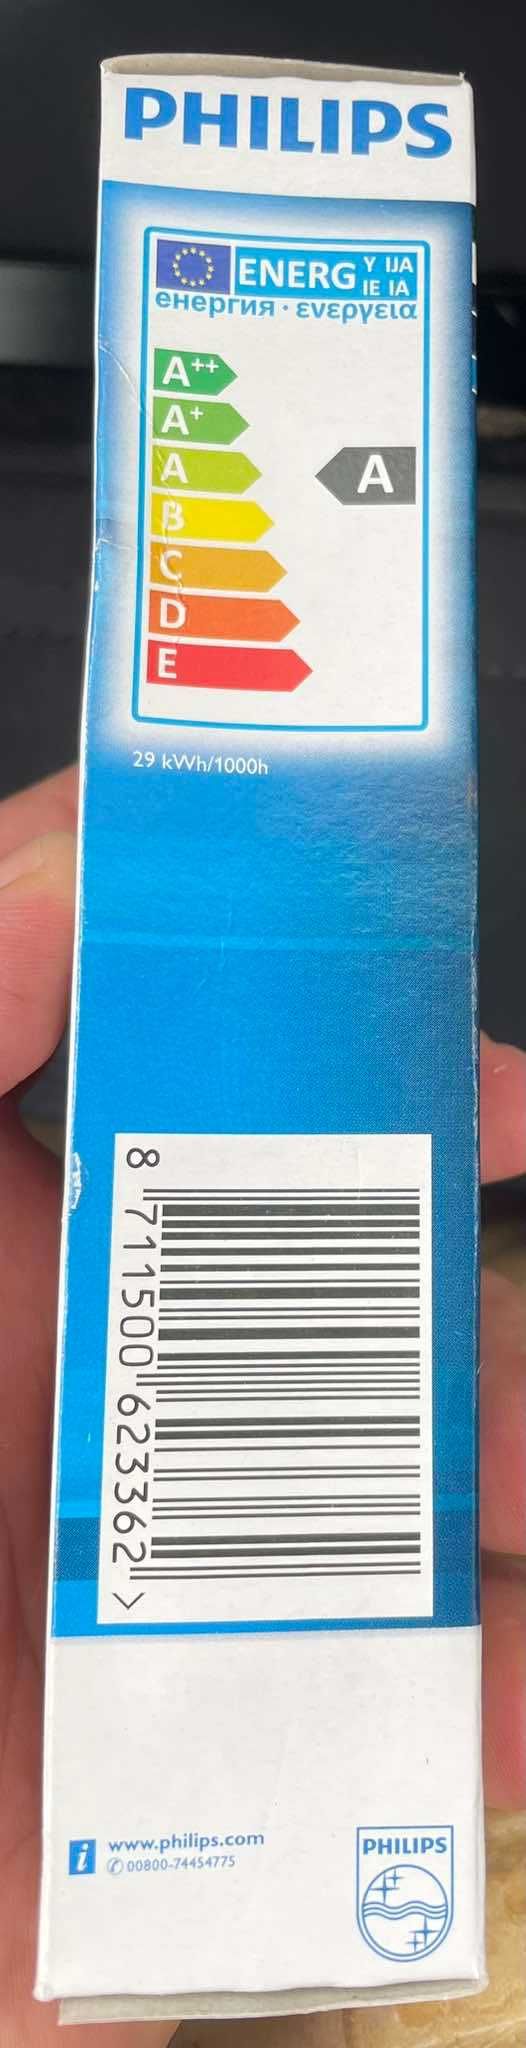 PHILIPS
ENERG Y IJA
IE IA
енергия · ενεργεια
A++
A+
A
A
B
C
D
E
29 kWh/1000h
8 711500 623362 >
i www.philips.com
✆ 00800-74454775
PHILIPS